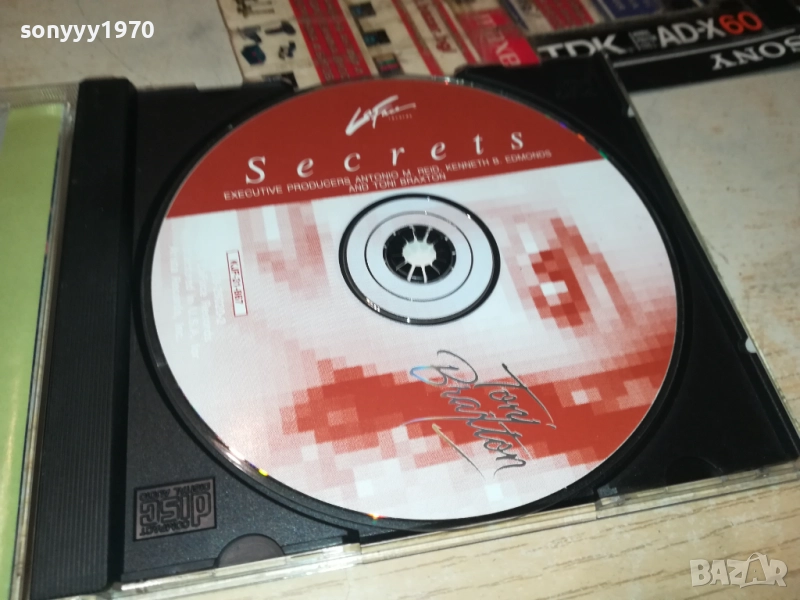 sonyyy1970
TDK
AD-X60
SONY
LaFace
Secrets
EXECUTIVE PRODUCERS ANTONIO M. REID, KENNETH B. EDMONDS
AND TONI BRAXTON
Toni
Braxton
COMPACT
disc
DIGITAL AUDIO
BAZAR